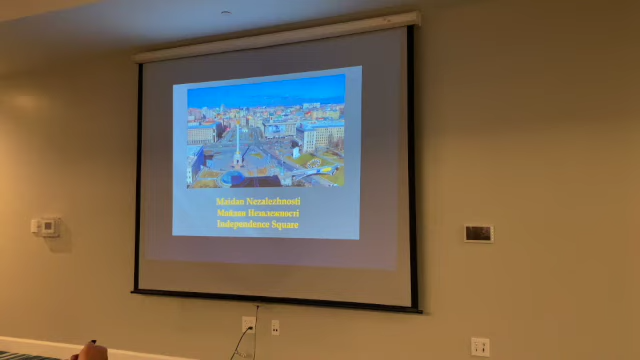 Maidan Nezalezhnosti
Майдан Незалежності
Independence Square